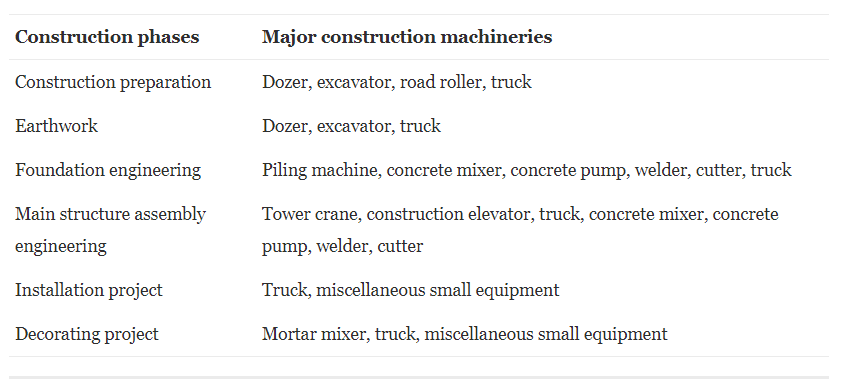 Construction phases Major construction machineries
Construction preparation Dozer, excavator, road roller, truck
Earthwork Dozer, excavator, truck
Foundation engineering Piling machine, concrete mixer, concrete pump, welder, cutter, truck
Main structure assembly Tower crane, construction elevator, truck, concrete mixer, concrete
engineering pump, welder, cutter
Installation project Truck, miscellaneous small equipment
Decorating project Mortar mixer, truck, miscellaneous small equipment